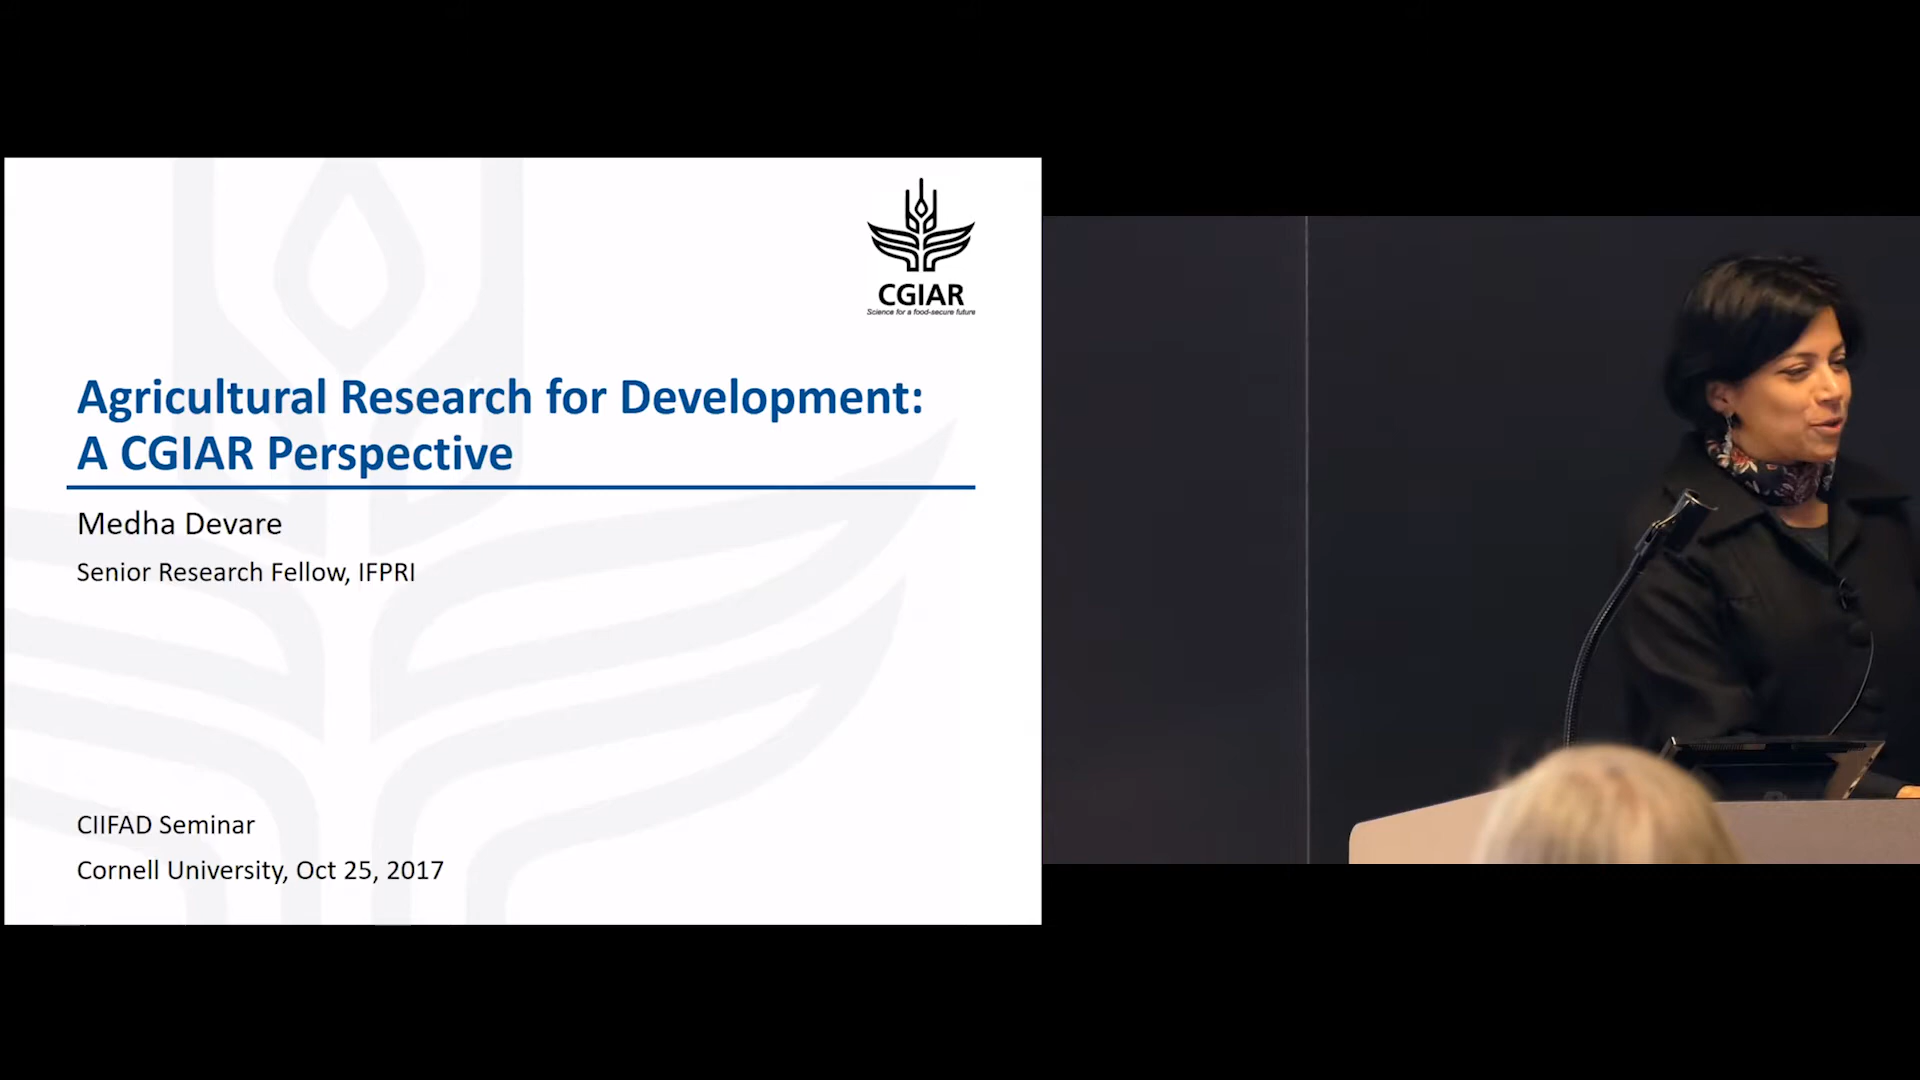 CGIAR
Science for a food-secure future
Agricultural Research for Development:
A CGIAR Perspective
Medha Devare
Senior Research Fellow, IFPRI
CIIFAD Seminar
Cornell University, Oct 25, 2017